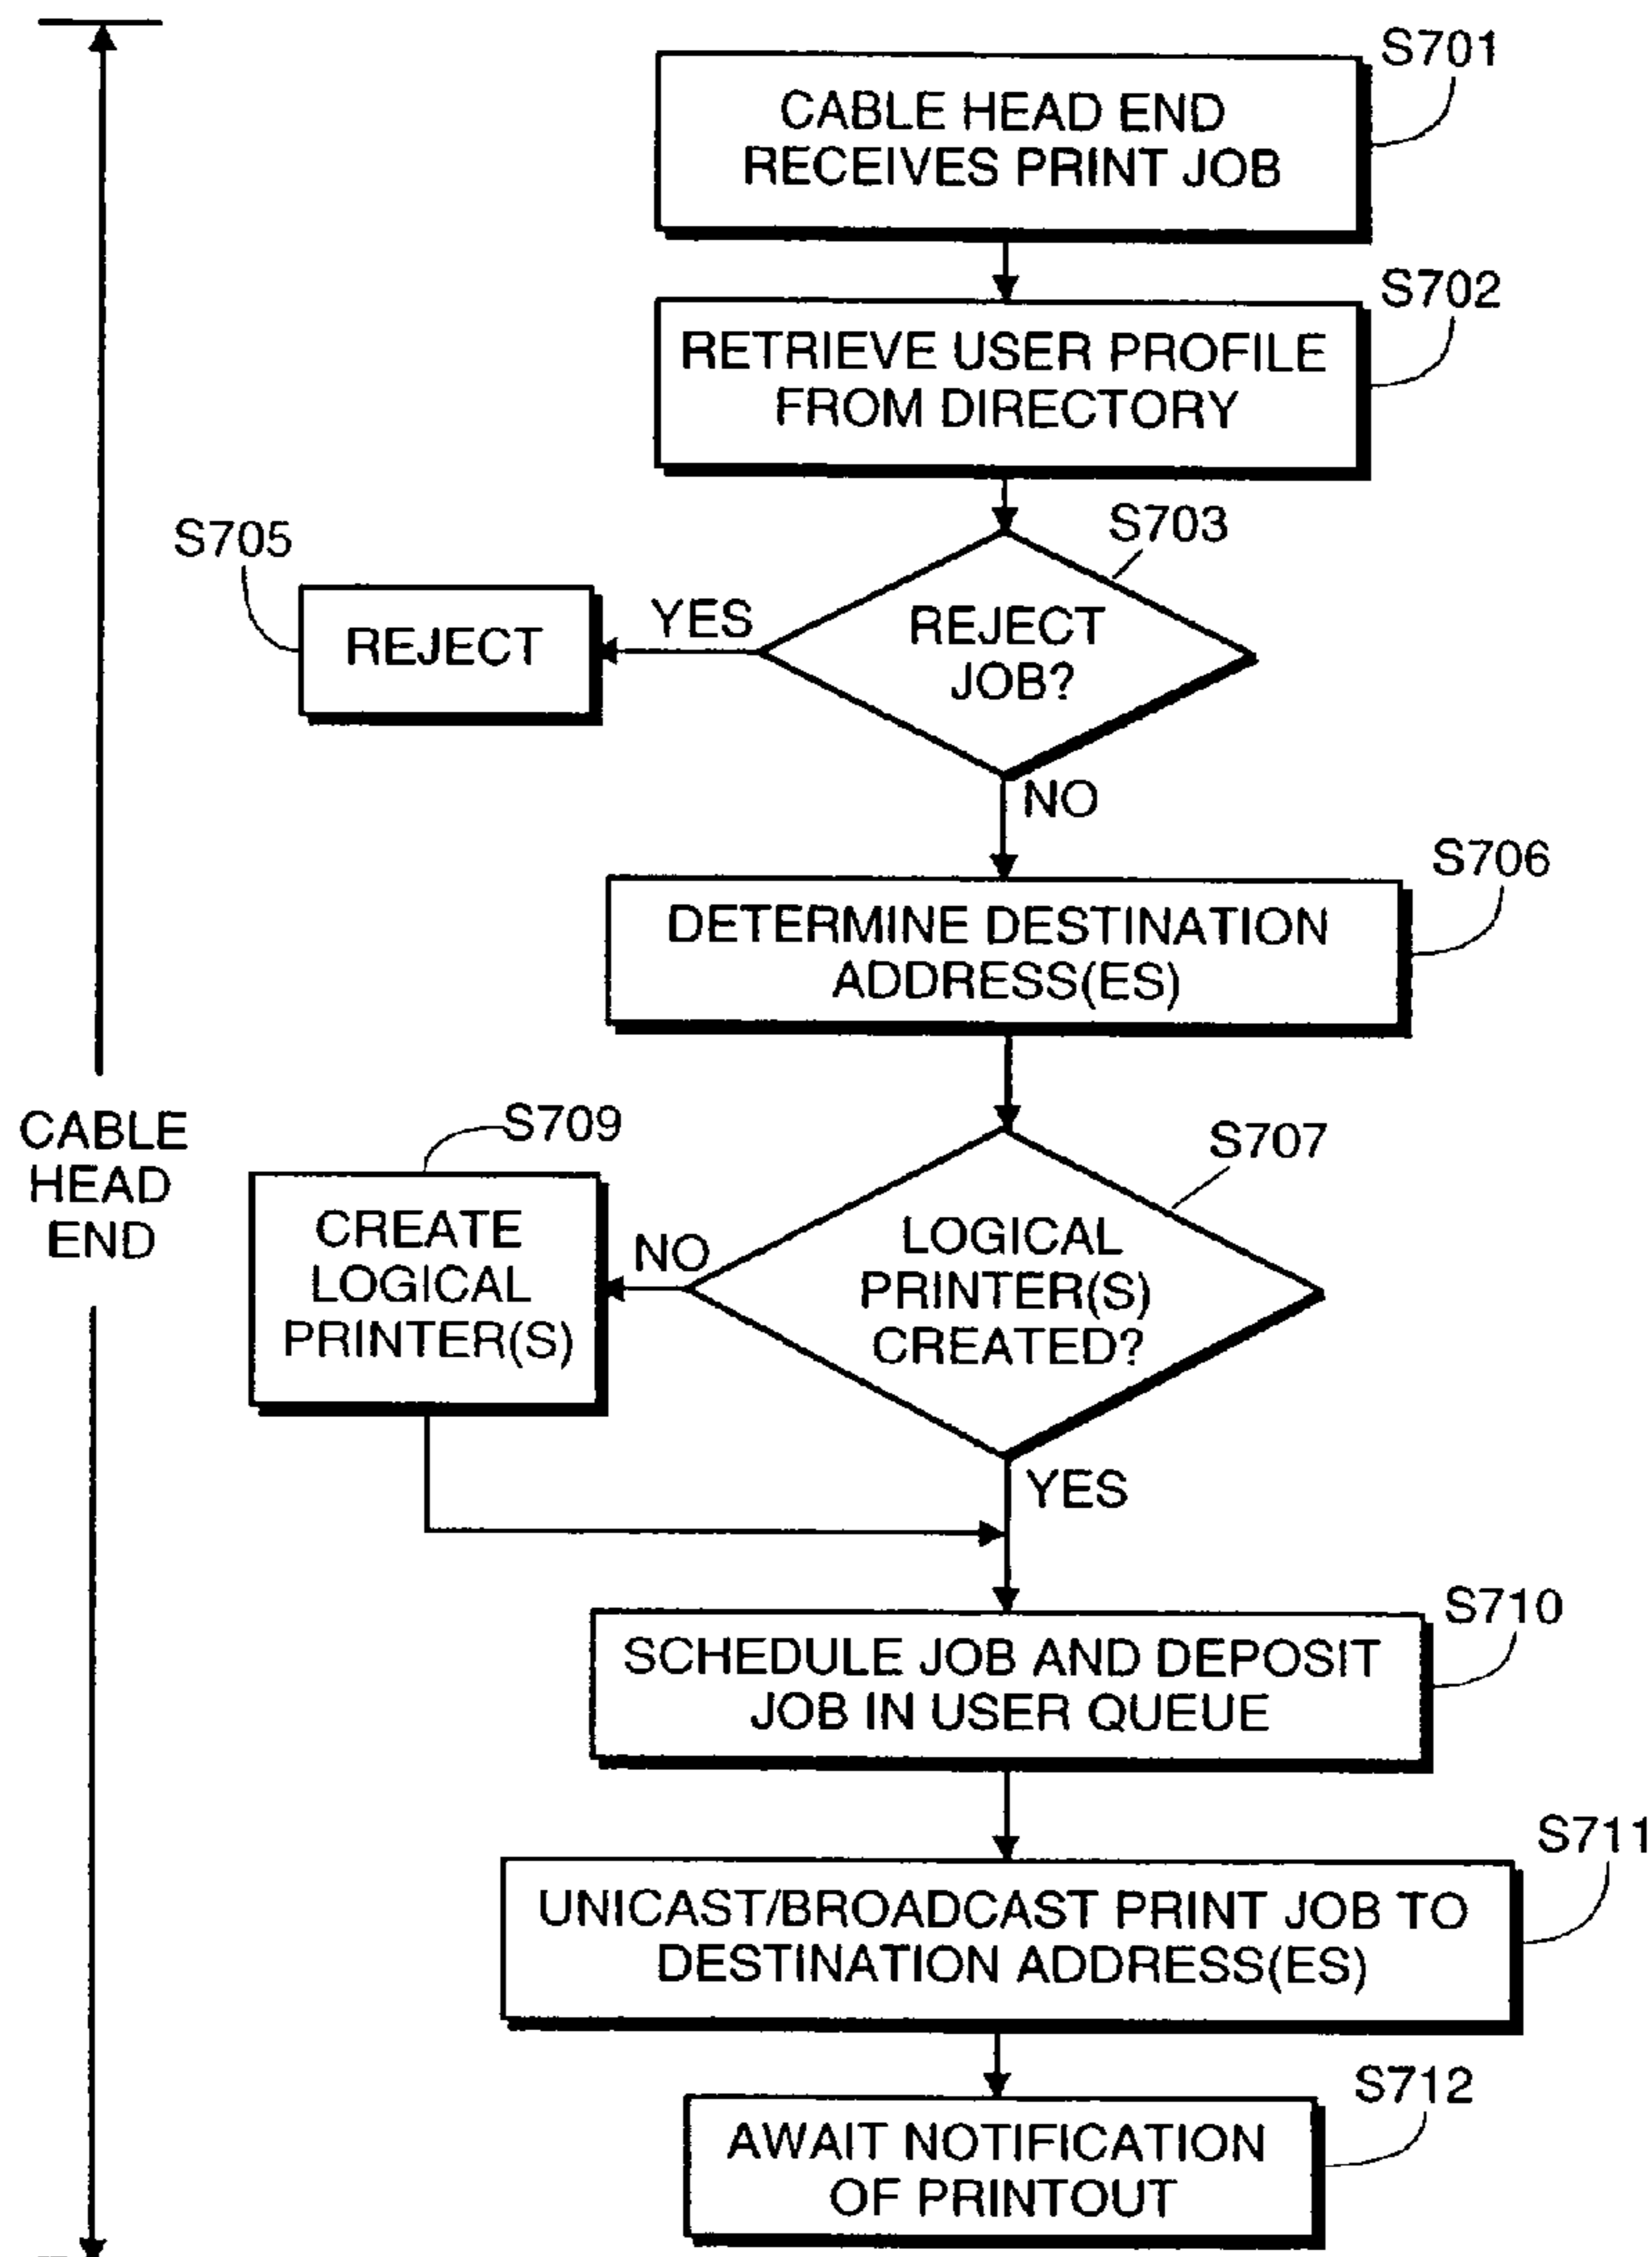 S701
CABLE HEAD END
RECEIVES PRINT JOB
S702
RETRIEVE USER PROFILE
FROM DIRECTORY
S703
S705
REJECT
YES
REJECT
JOB?
NO
S706
DETERMINE DESTINATION
ADDRESS(ES)
CABLE
HEAD
END
S709
S707
CREATE
LOGICAL
PRINTER(S)
NO
LOGICAL
PRINTER(S)
CREATED?
YES
S710
SCHEDULE JOB AND DEPOSIT
JOB IN USER QUEUE
S711
UNICAST/BROADCAST PRINT JOB TO
DESTINATION ADDRESS(ES)
S712
AWAIT NOTIFICATION
OF PRINTOUT